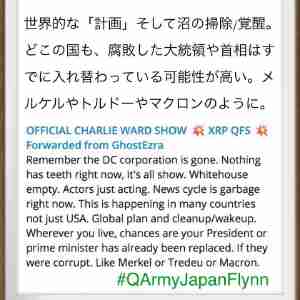 世界的な「計画」そして沼の掃除/覚醒。
どこの国も、腐敗した大統領や首相はす
でに入れ替わっている可能性が高い。メ
ルケルやトルドーやマクロンのように。
OFFICIAL CHARLIE WARD SHOW 💥 XRP QFS 💥
Forwarded from GhostEzra
Remember the DC corporation is gone. Nothing
has teeth right now, it's all show. Whitehouse
empty. Actors just acting. News cycle is garbage
right now. This is happening in many countries
not just USA. Global plan and cleanup/wakeup.
Wherever you live, chances are your President or
prime minister has already been replaced. If they
were corrupt. Like Merkel or Tredeu or Macron.
#QArmyJapanFlynn